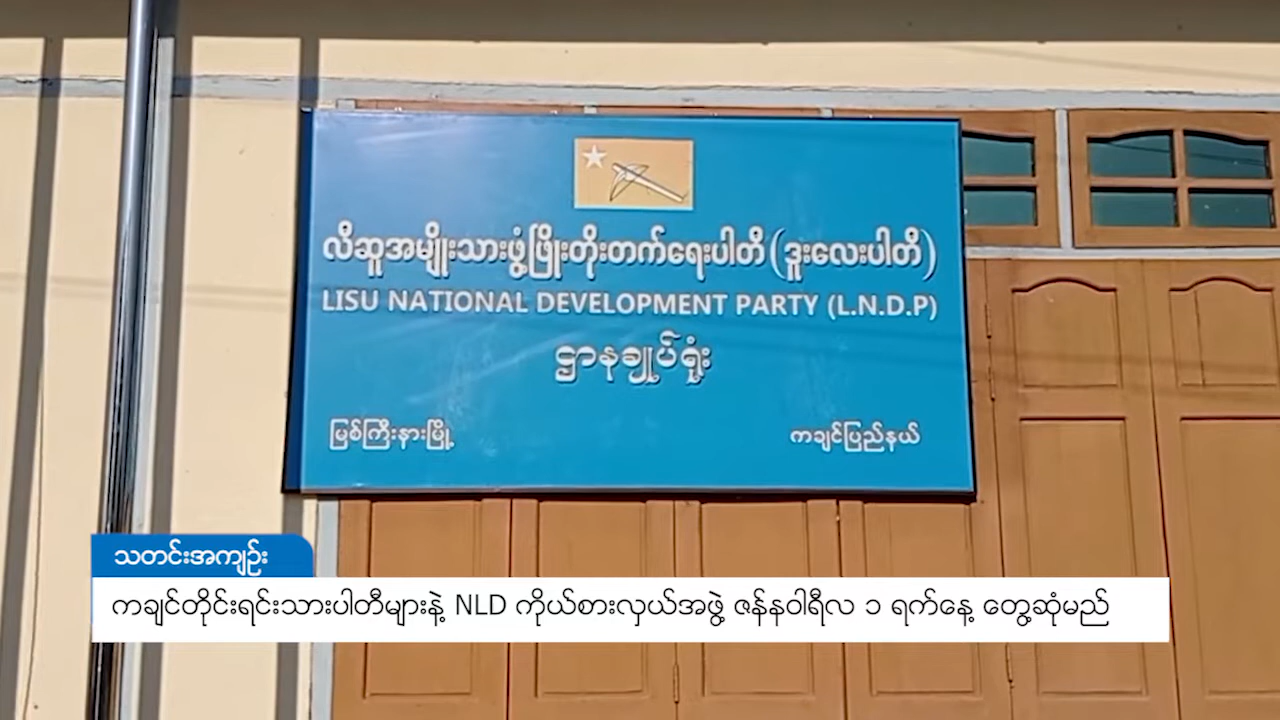 လီဆူအမျိုးသားဖွံ့ဖြိုးတိုးတက်ရေးပါတီ(ဒူးလေးပါတီ)
LISU NATIONAL DEVELOPMENT PARTY (L.N.D.P)
ဌာနချုပ်ရုံး
မြစ်ကြီးနားမြို့ ကချင်ပြည်နယ်
သတင်းအကျဉ်း
ကချင်တိုင်းရင်းသားပါတီများနဲ့ NLD ကိုယ်စားလှယ်အဖွဲ့ ဇန်နဝါရီလ ၁ ရက်နေ့ တွေ့ဆုံမည်